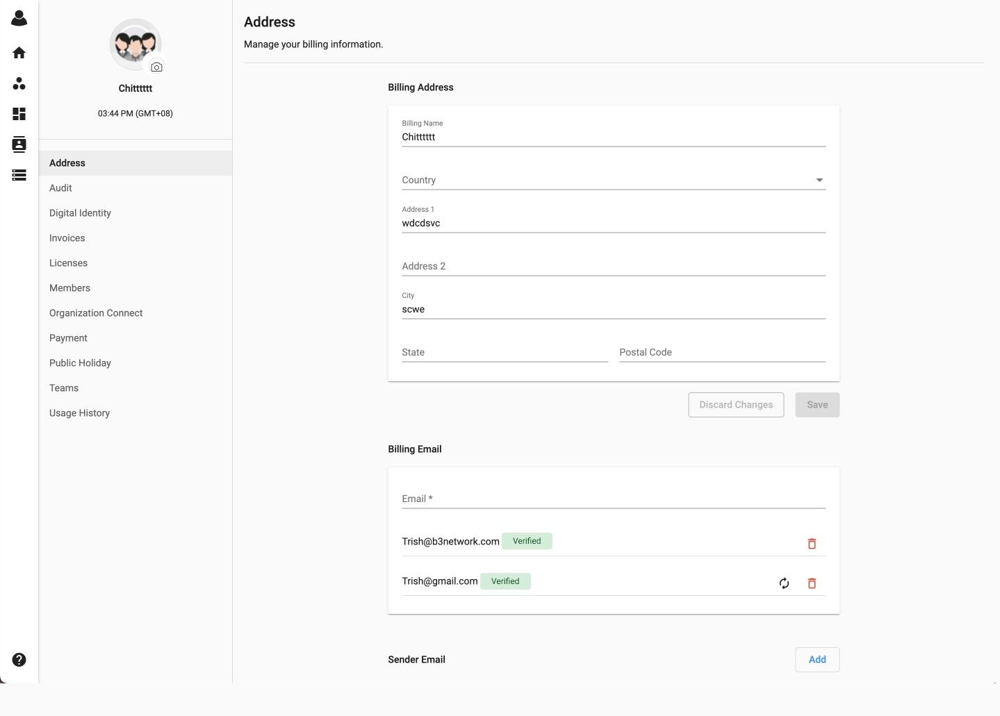 Chitttttt
03:44 PM (GMT+08)
Address
Audit
Digital Identity
Invoices
Licenses
Members
Organization Connect
Payment
Public Holiday
Teams
Usage History
Address
Manage your billing information.
Billing Address
Billing Name
Chitttttt
Country
Address 1
wdcdsvc
Address 2
City
scwe
State Postal Code
Discard Changes Save
Billing Email
Email *
Trish@b3network.com Verified
Trish@gmail.com Verified
Sender Email Add